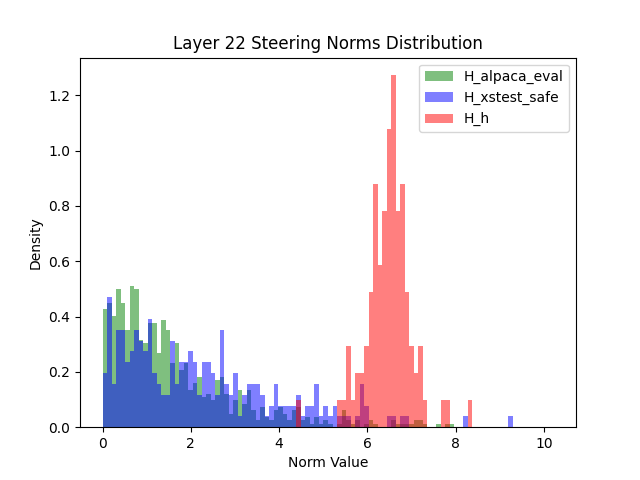 Layer 22 Steering Norms Distribution
H_alpaca_eval
H_xstest_safe
H_h
1.2
1.0
0.8
0.6
0.4
0.2
0.0
Density
0 2 4 6 8 10
Norm Value